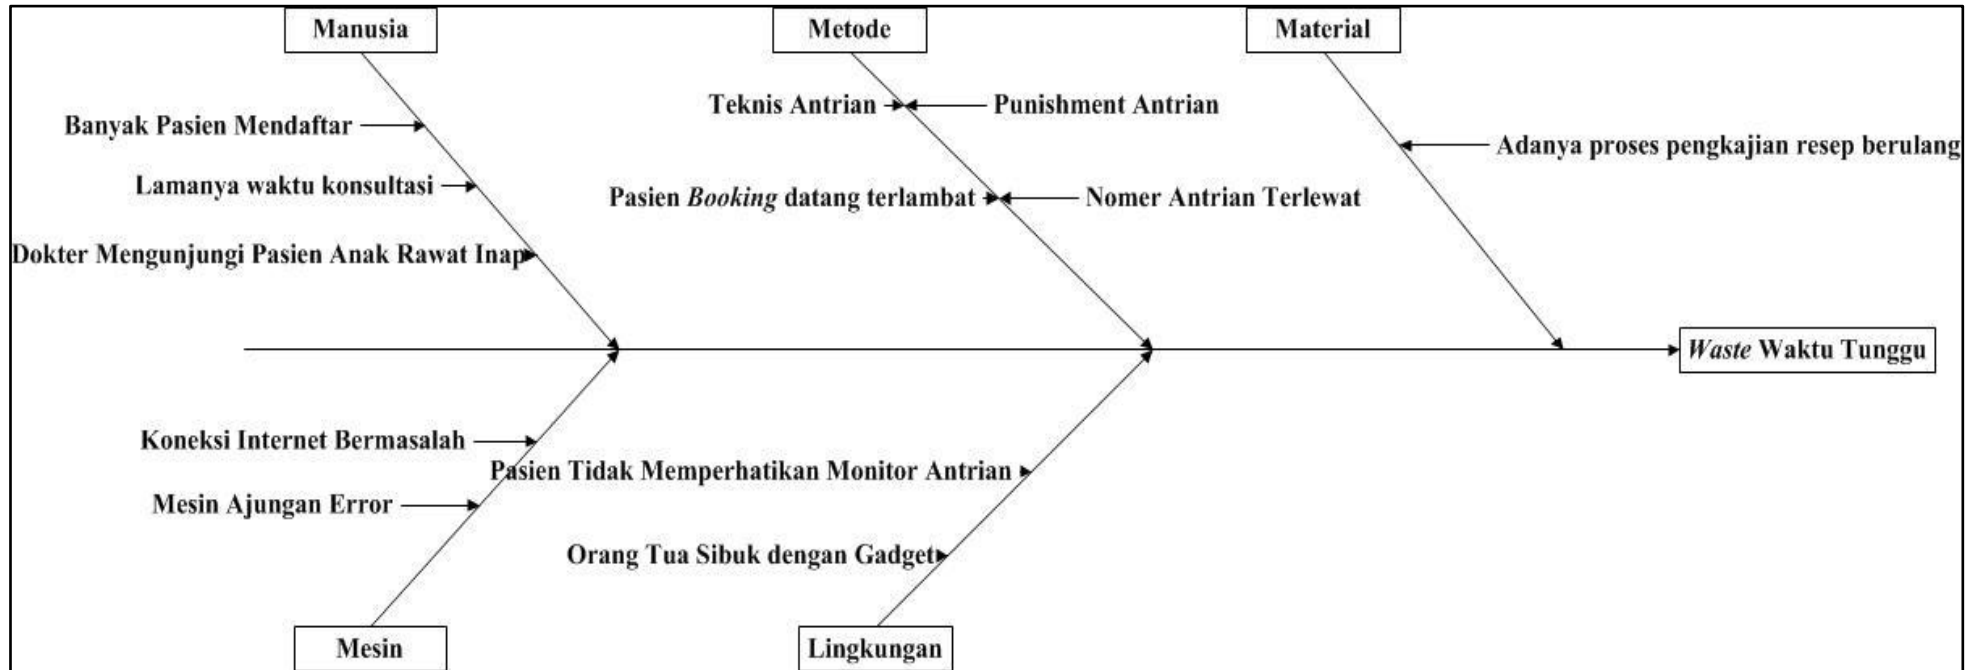 Manusia
Metode
Material
Teknis Antrian
Punishment Antrian
Banyak Pasien Mendaftar
Adanya proses pengkajian resep berulang
Lamanya waktu konsultasi
Pasien Booking datang terlambat
Nomer Antrian Terlewat
Dokter Mengunjungi Pasien Anak Rawat Inap
Waste Waktu Tunggu
Koneksi Internet Bermasalah
Pasien Tidak Memperhatikan Monitor Antrian
Mesin Ajungan Error
Orang Tua Sibuk dengan Gadget
Mesin
Lingkungan